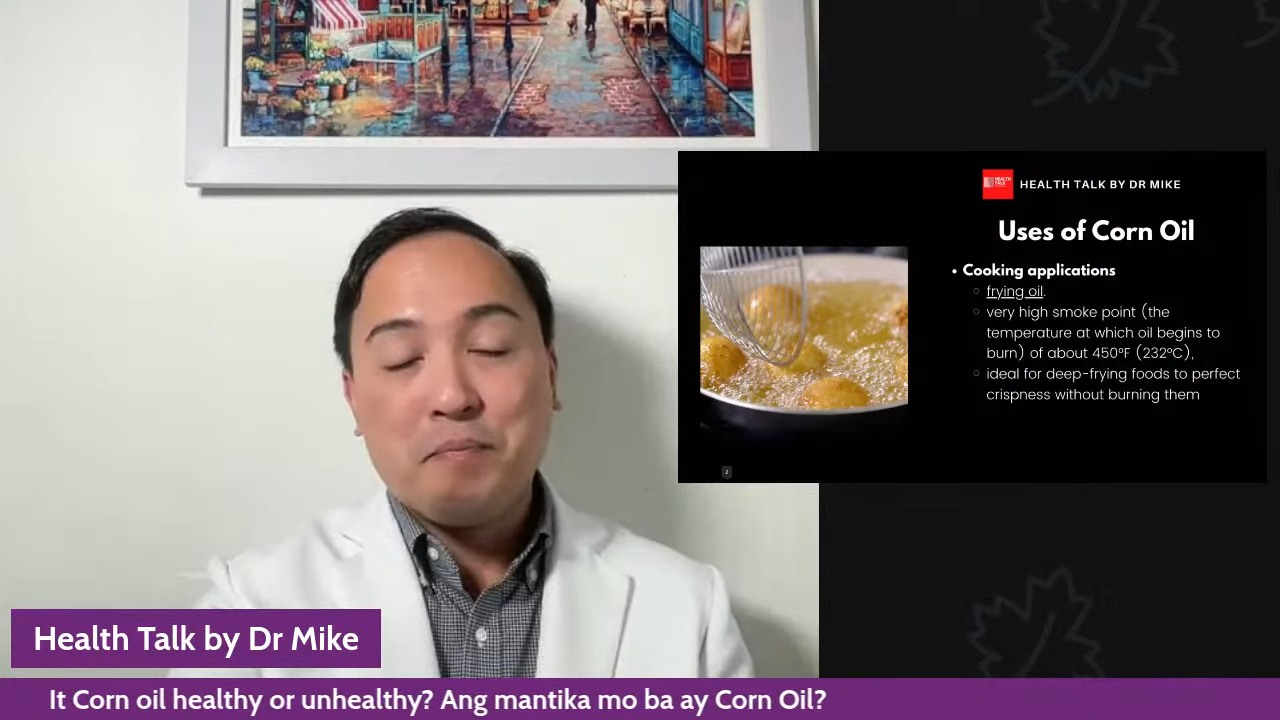 HEALTH TALK BY DR MIKE
Uses of Corn Oil
• Cooking applications
○ frying oil.
○ very high smoke point (the
temperature at which oil begins to
burn) of about 450°F (232°C),
○ ideal for deep-frying foods to perfect
crispness without burning them
2
Health Talk by Dr Mike
It Corn oil healthy or unhealthy? Ang mantika mo ba ay Corn Oil?